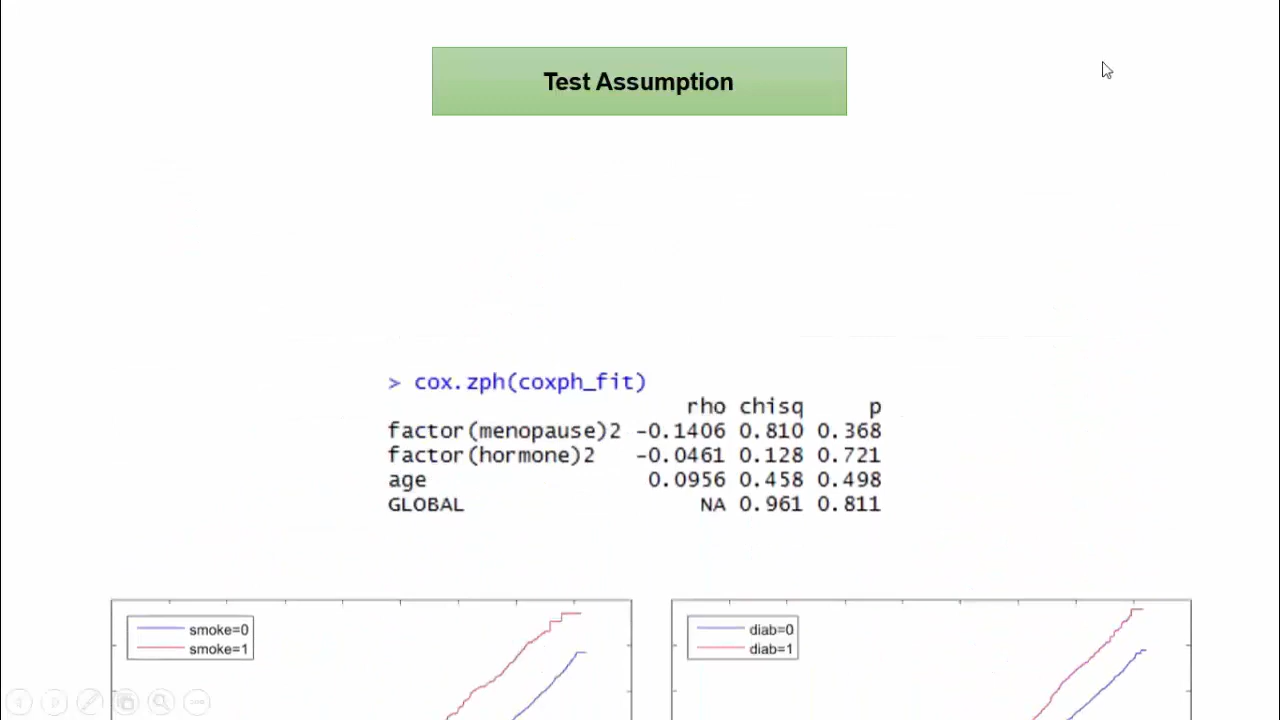 Test Assumption
> cox.zph(coxph_fit)
rho chisq p
factor(menopause)2 -0.1406 0.810 0.368
factor(hormone)2 -0.0461 0.128 0.721
age 0.0956 0.458 0.498
GLOBAL NA 0.961 0.811
smoke=0
smoke=1
diab=0
diab=1